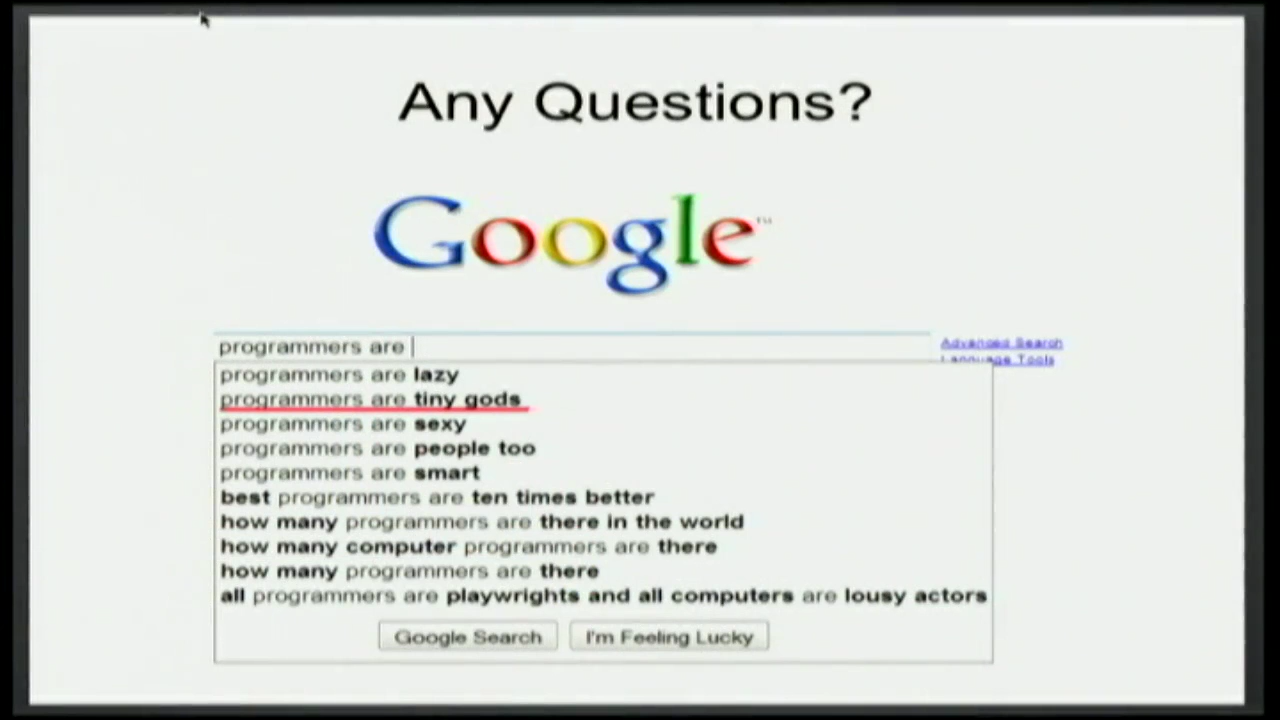 Any Questions?
Google™
programmers are
Advanced Search
Language Tools
programmers are lazy
programmers are tiny gods
programmers are sexy
programmers are people too
programmers are smart
best programmers are ten times better
how many programmers are there in the world
how many computer programmers are there
how many programmers are there
all programmers are playwrights and all computers are lousy actors
Google Search I'm Feeling Lucky